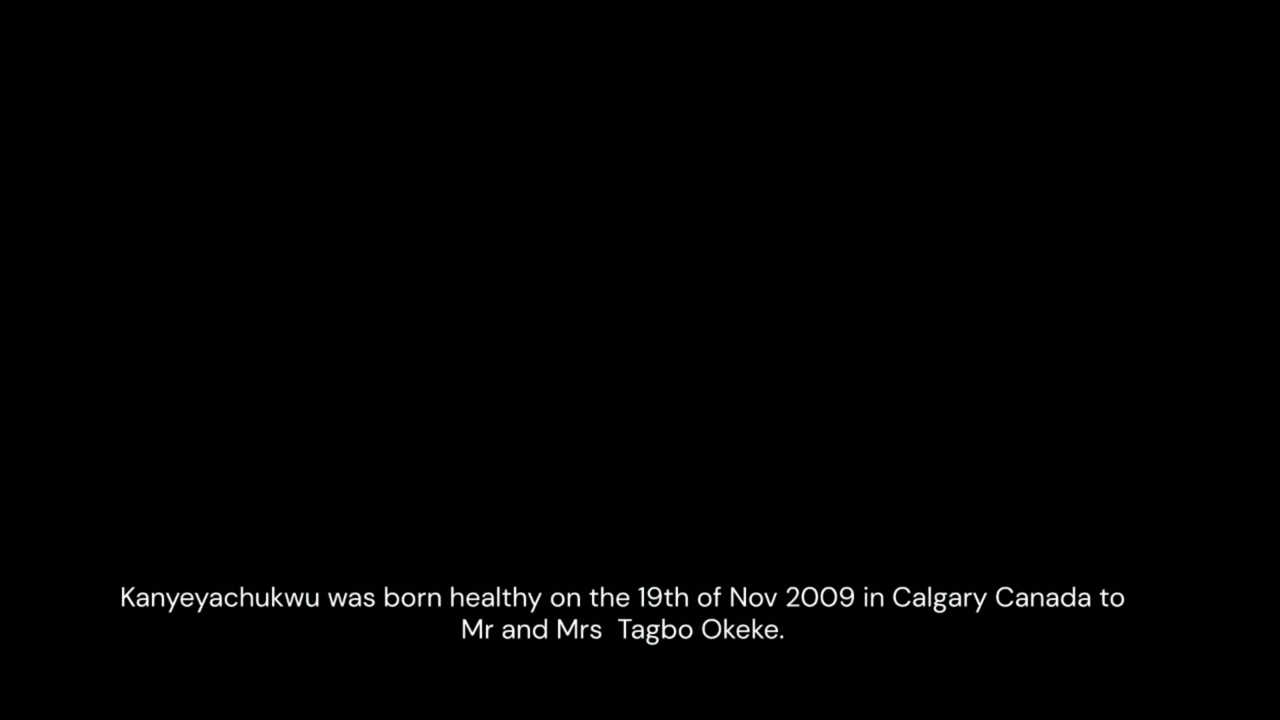 Kanyeyachukwu was born healthy on the 19th of Nov 2009 in Calgary Canada to
Mr and Mrs  Tagbo Okeke.